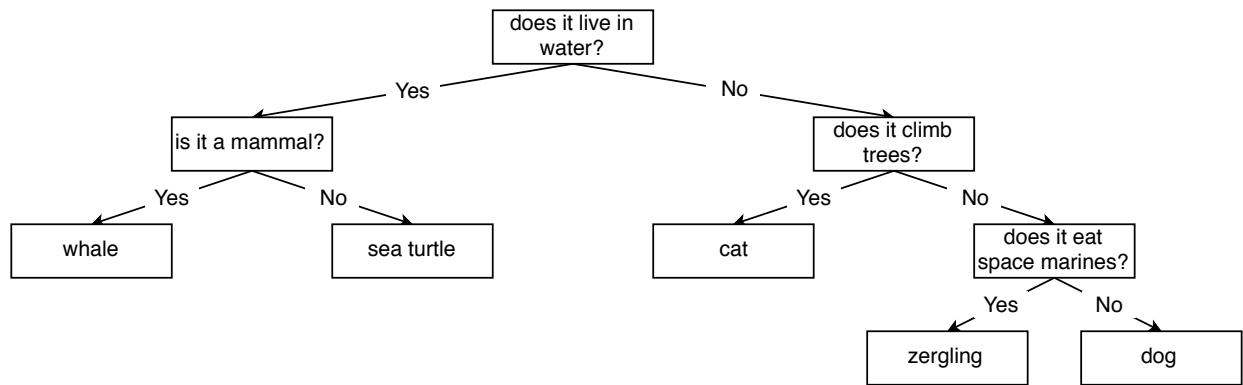 does it live in
water?
Yes
No
is it a mammal?
does it climb
trees?
Yes
No
Yes
No
whale
sea turtle
cat
does it eat
space marines?
Yes
No
zergling
dog